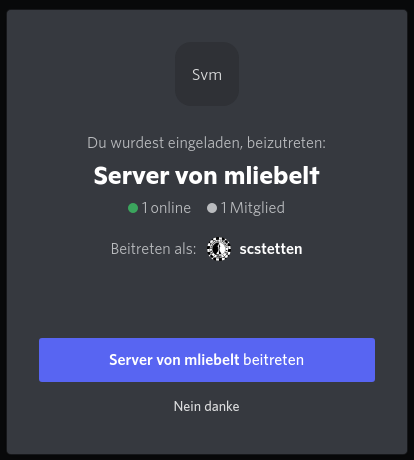 Svm
Du wurdest eingeladen, beizutreten:
Server von mliebelt
1 online 1 Mitglied
Beitreten als: scstetten
Server von mliebelt beitreten
Nein danke